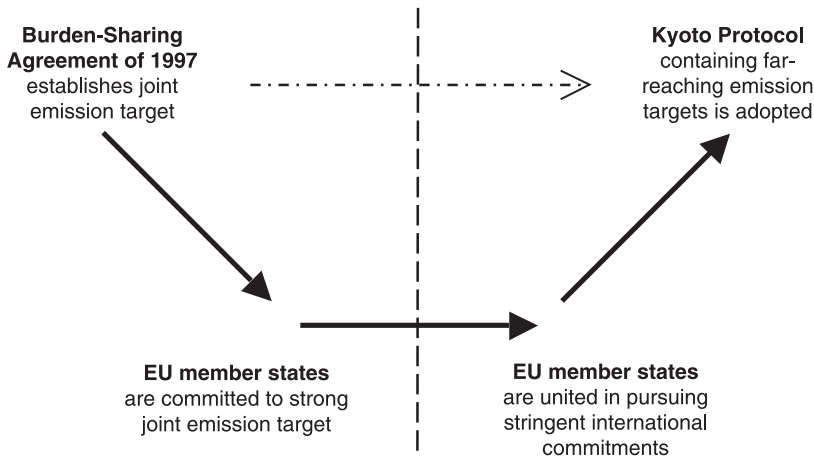 Burden-Sharing
Agreement of 1997
establishes joint
emission target
Kyoto Protocol
containing far-
reaching emission
targets is adopted
EU member states
are committed to strong
joint emission target
EU member states
are united in pursuing
stringent international
commitments